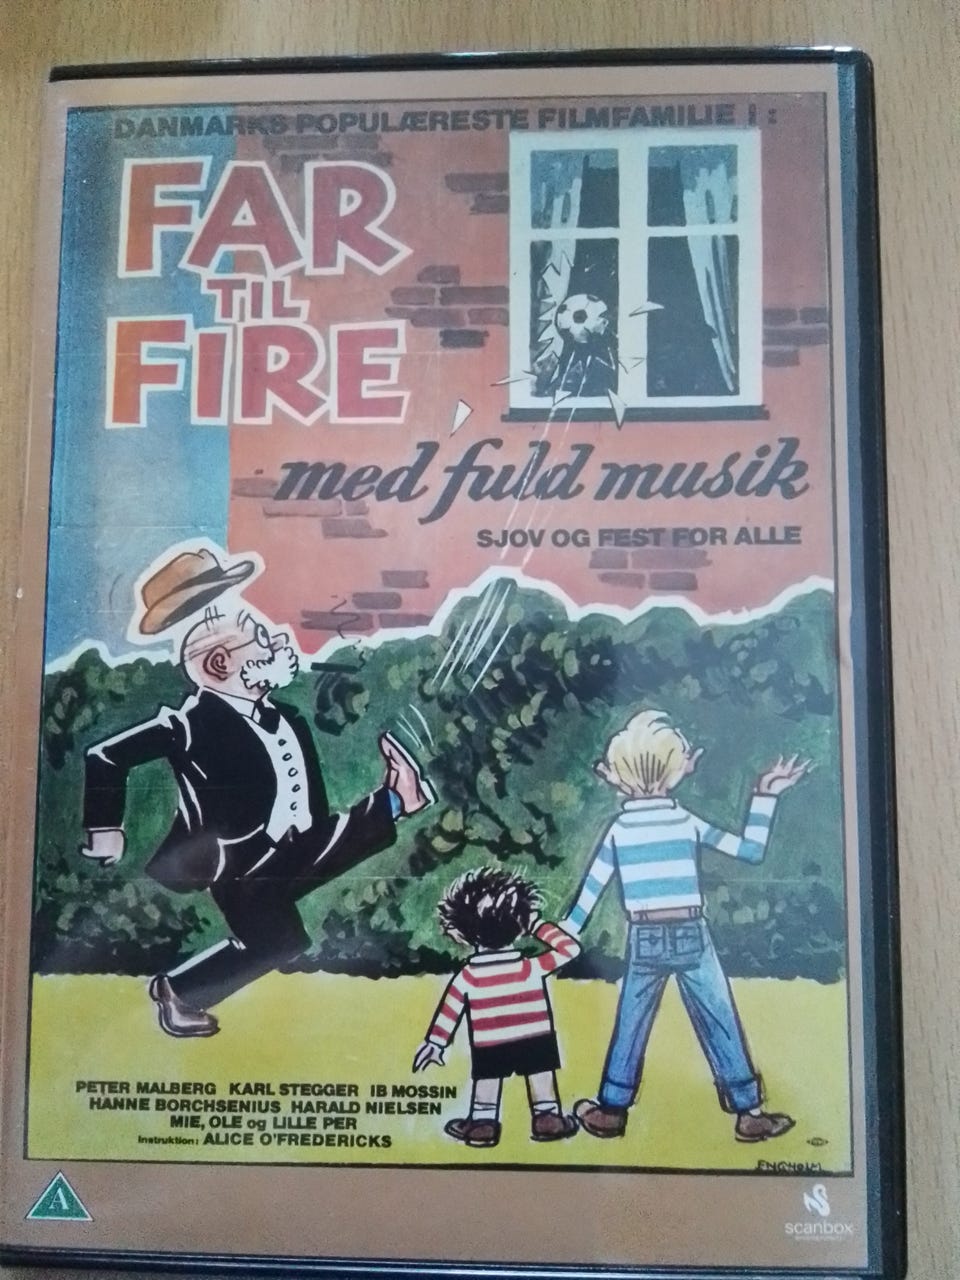 DANMARKS POPULÆRESTE FILMFAMILIE I:
FAR
TIL
FIRE
med fuld musik
SJOV OG FEST FOR ALLE
PETER MALBERG KARL STEGGER IB MOSSIN
HANNE BORCHSENIUS HARALD NIELSEN
MIE, OLE og LILLE PER
Instruktion: ALICE O'FREDERICKS
ENGHOLM
A
scanbox